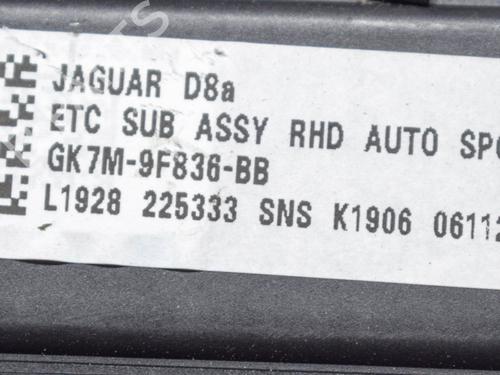 JAGUAR D8a
ETC SUB ASSY RHD AUTO
GK7M-9F836-BB
L1928 225333 SNS K1906